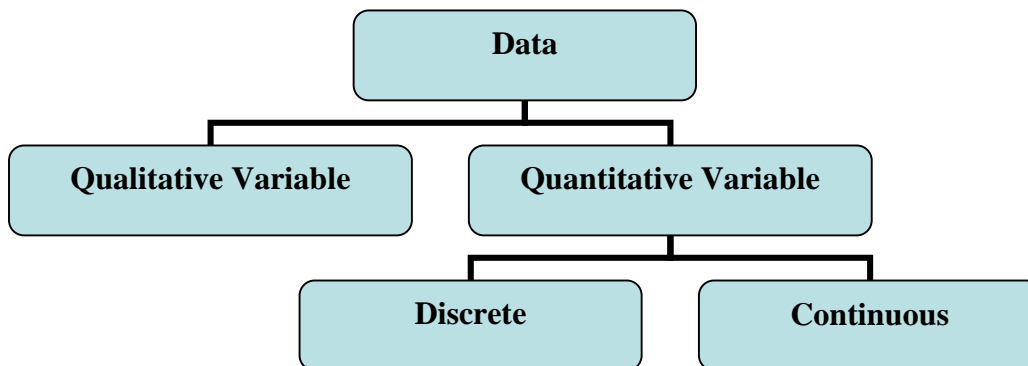 Data
Qualitative Variable
Quantitative Variable
Discrete
Continuous